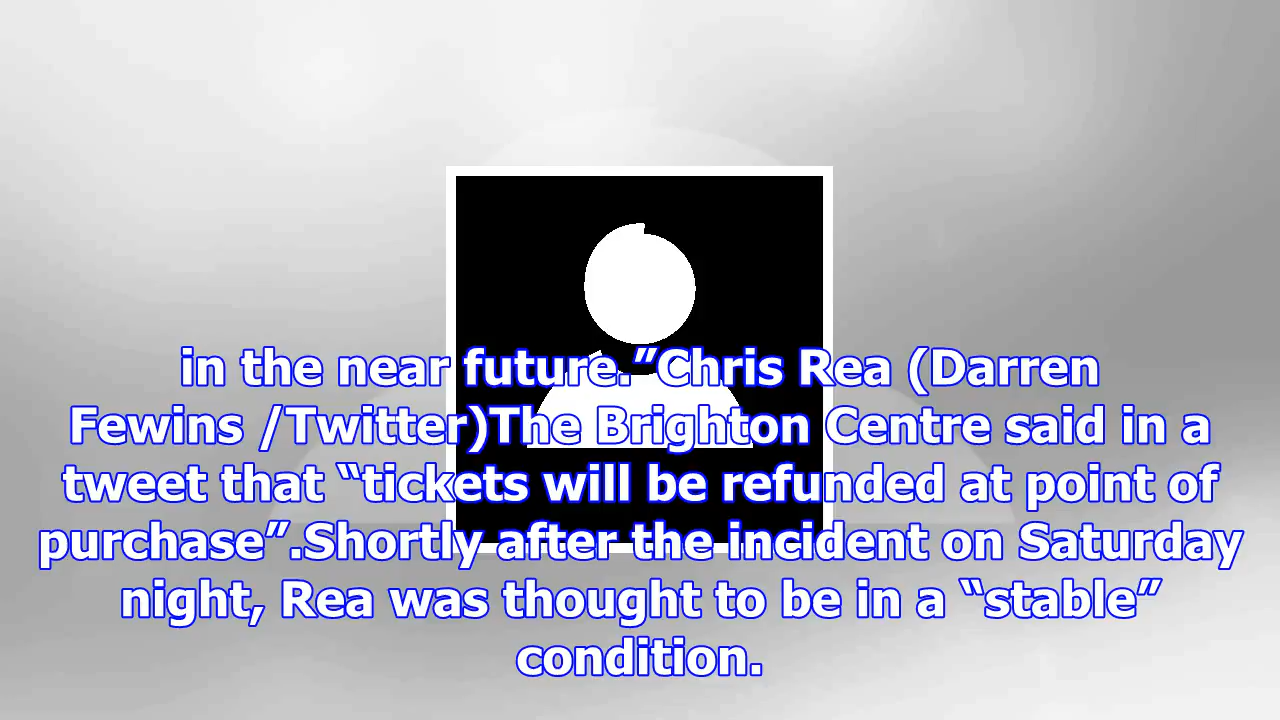 in the near future.”Chris Rea (Darren
Fewins /Twitter)The Brighton Centre said in a
tweet that “tickets will be refunded at point of
purchase”.Shortly after the incident on Saturday
night, Rea was thought to be in a “stable”
condition.